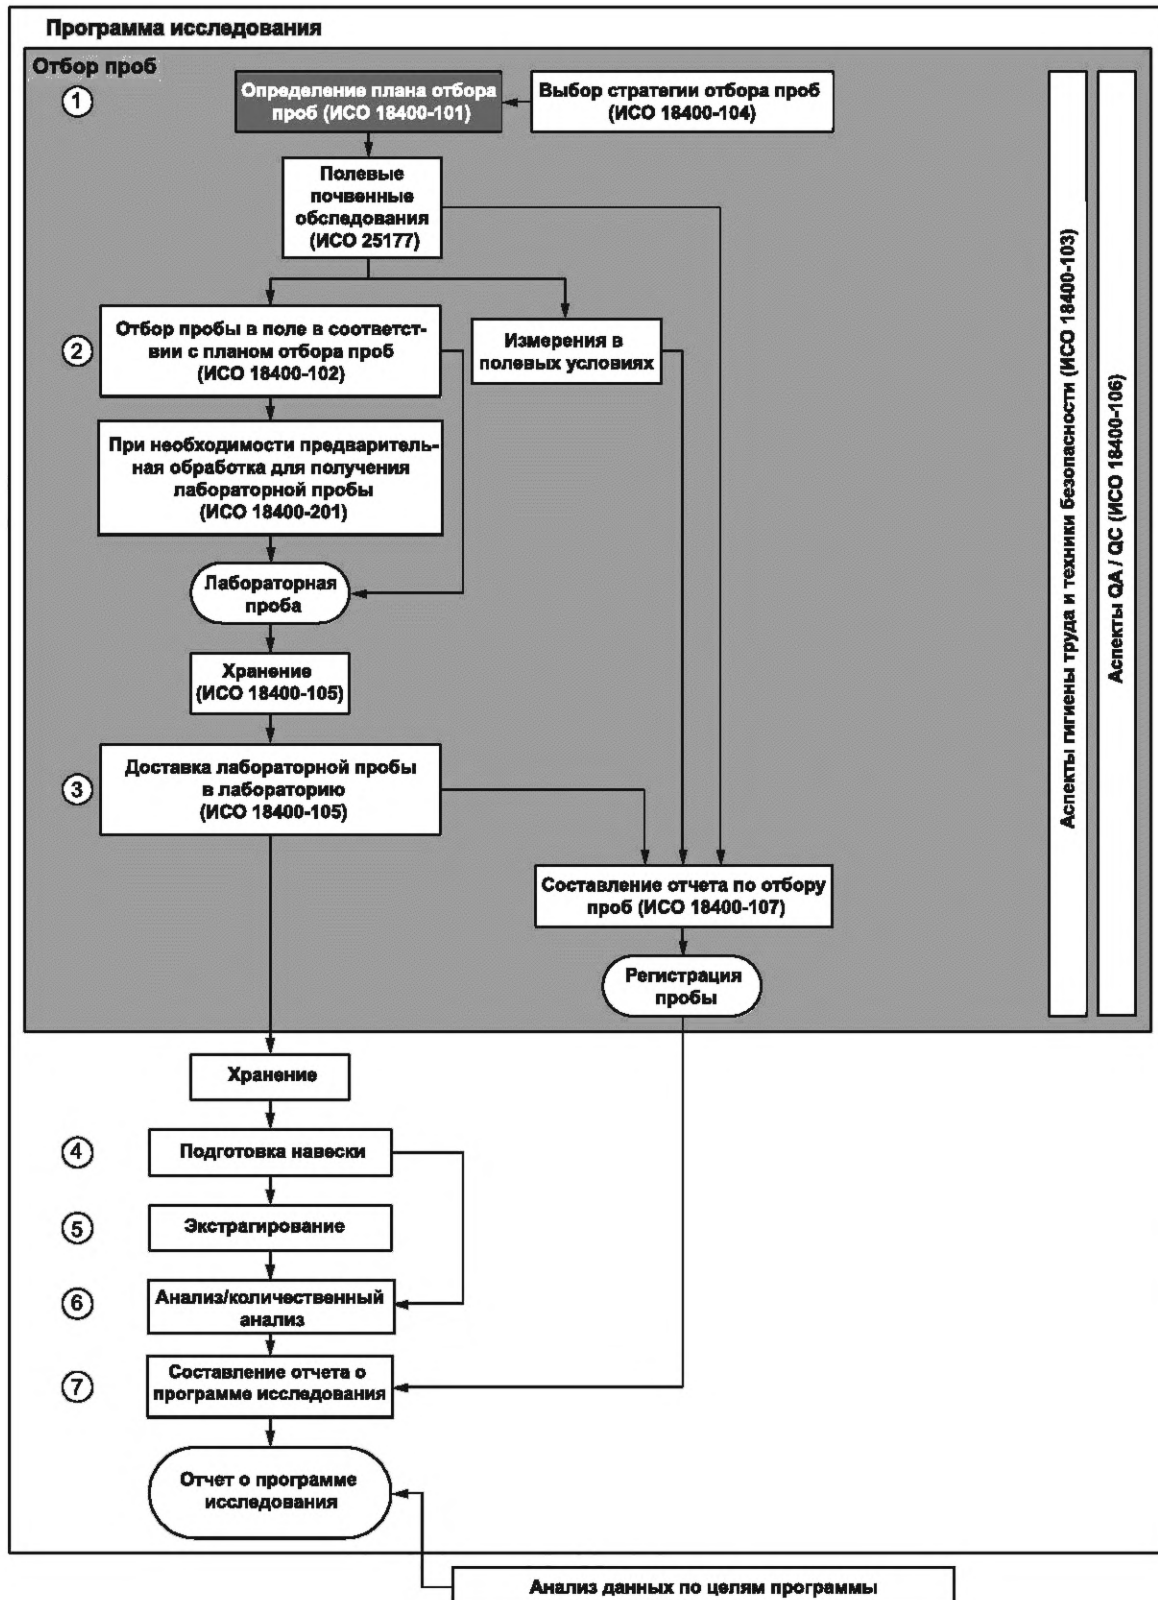 Программа исследования
Отбор проб
1
Определение плана отбора
проб (ИСО 18400-101)
Выбор стратегии отбора проб
(ИСО 18400-104)
Полевые
почвенные
обследования
(ИСО 25177)
2
Отбор пробы в поле в соответст-
вии с планом отбора проб
(ИСО 18400-102)
Измерения в
полевых условиях
При необходимости предваритель-
ная обработка для получения
лабораторной пробы
(ИСО 18400-201)
Лабораторная
проба
Хранение
(ИСО 18400-105)
3
Доставка лабораторной пробы
в лабораторию
(ИСО 18400-105)
Составление отчета по отбору
проб (ИСО 18400-107)
Регистрация
пробы
Аспекты гигиены труда и техники безопасности (ИСО 18400-103)
Аспекты QA / QC (ИСО 18400-106)
Хранение
4
Подготовка навески
5
Экстрагирование
6
Анализ/количественный
анализ
7
Составление отчета о
программе исследования
Отчет о программе
исследования
Анализ данных по целям программы